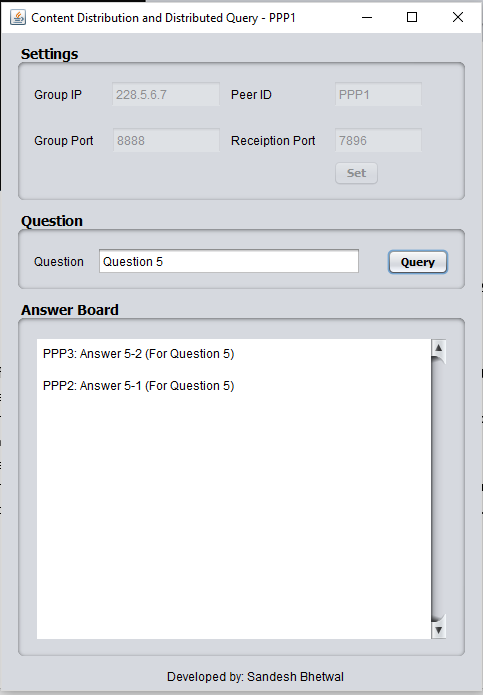 Content Distribution and Distributed Query - PPP1
Settings
Group IP 228.5.6.7 Peer ID PPP1
Group Port 8888 Receiption Port 7896
Set
Question
Question Question 5 Query
Answer Board
PPP3: Answer 5-2 (For Question 5)
PPP2: Answer 5-1 (For Question 5)
Developed by: Sandesh Bhetwal